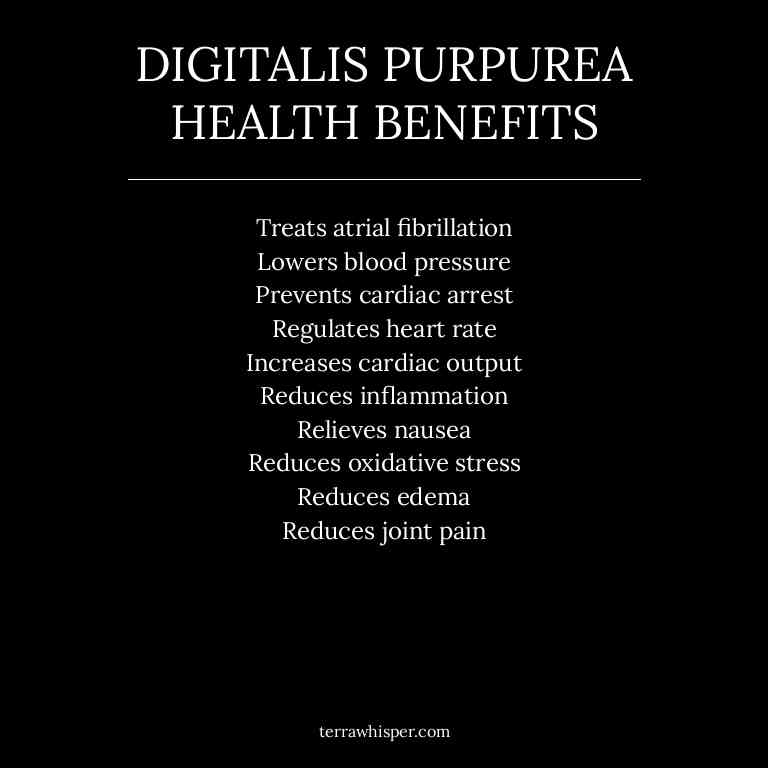 DIGITALIS PURPUREA
HEALTH BENEFITS
Treats atrial fibrillation
Lowers blood pressure
Prevents cardiac arrest
Regulates heart rate
Increases cardiac output
Reduces inflammation
Relieves nausea
Reduces oxidative stress
Reduces edema
Reduces joint pain
terrawhisper.com